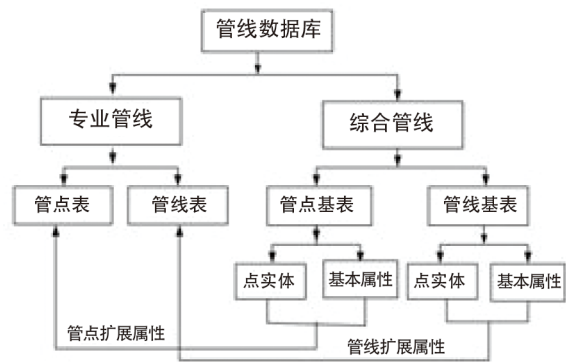 管线数据库
专业管线
综合管线
管点表
管线表
管点基表
管线基表
点实体
基本属性
点实体
基本属性
管点扩展属性
管线扩展属性